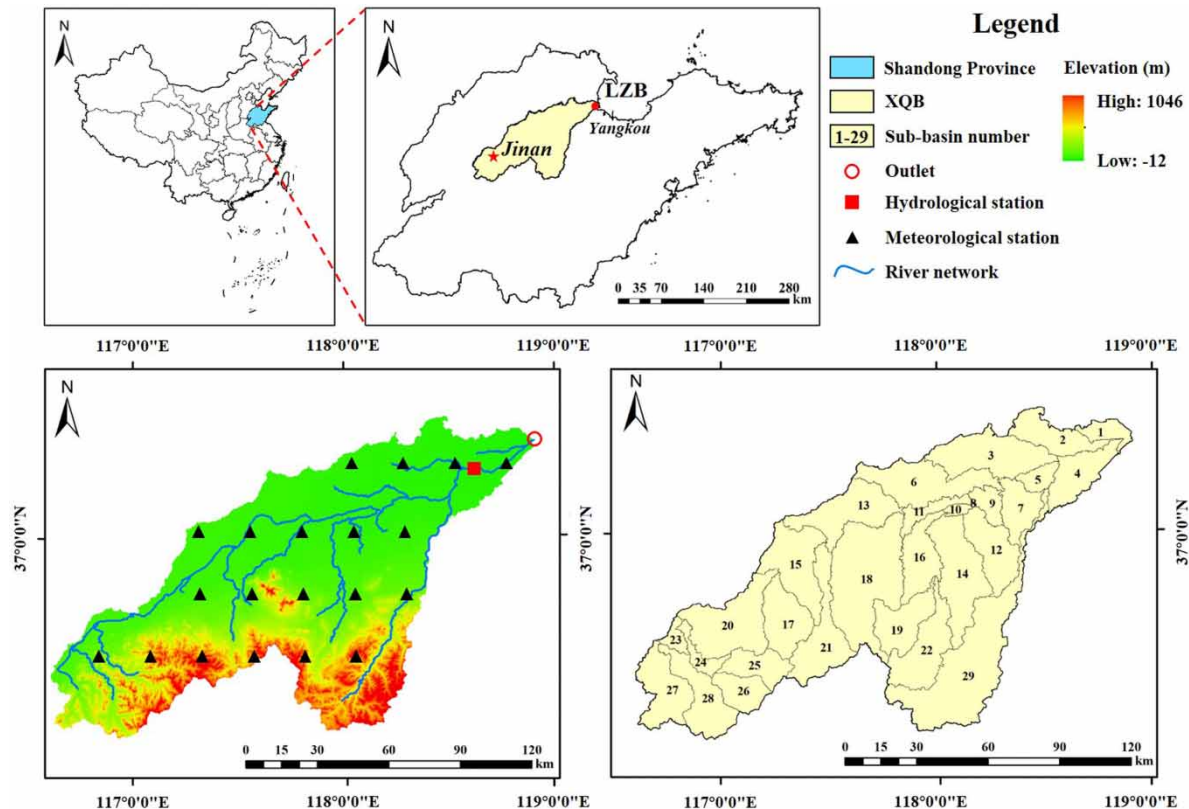 N
N
LZB
Yangkou
Jinan
0 35 70 140 210 280
km
Legend
Shandong Province
XQB
1-29
Sub-basin number
Outlet
Hydrological station
Meteorological station
River network
Elevation (m)
High: 1046
Low: -12
117°0'0"E 118°0'0"E 119°0'0"E
N
37°0'0"N
0 15 30 60 90 120
km
117°0'0"E 118°0'0"E 119°0'0"E
117°0'0"E 118°0'0"E 119°0'0"E
N
1
2
3
4
5
6
7
8
9
10
11
12
13
14
15
16
17
18
19
20
21
22
23
24
25
26
27
28
29
37°0'0"N
0 15 30 60 90 120
km
117°0'0"E 118°0'0"E 119°0'0"E